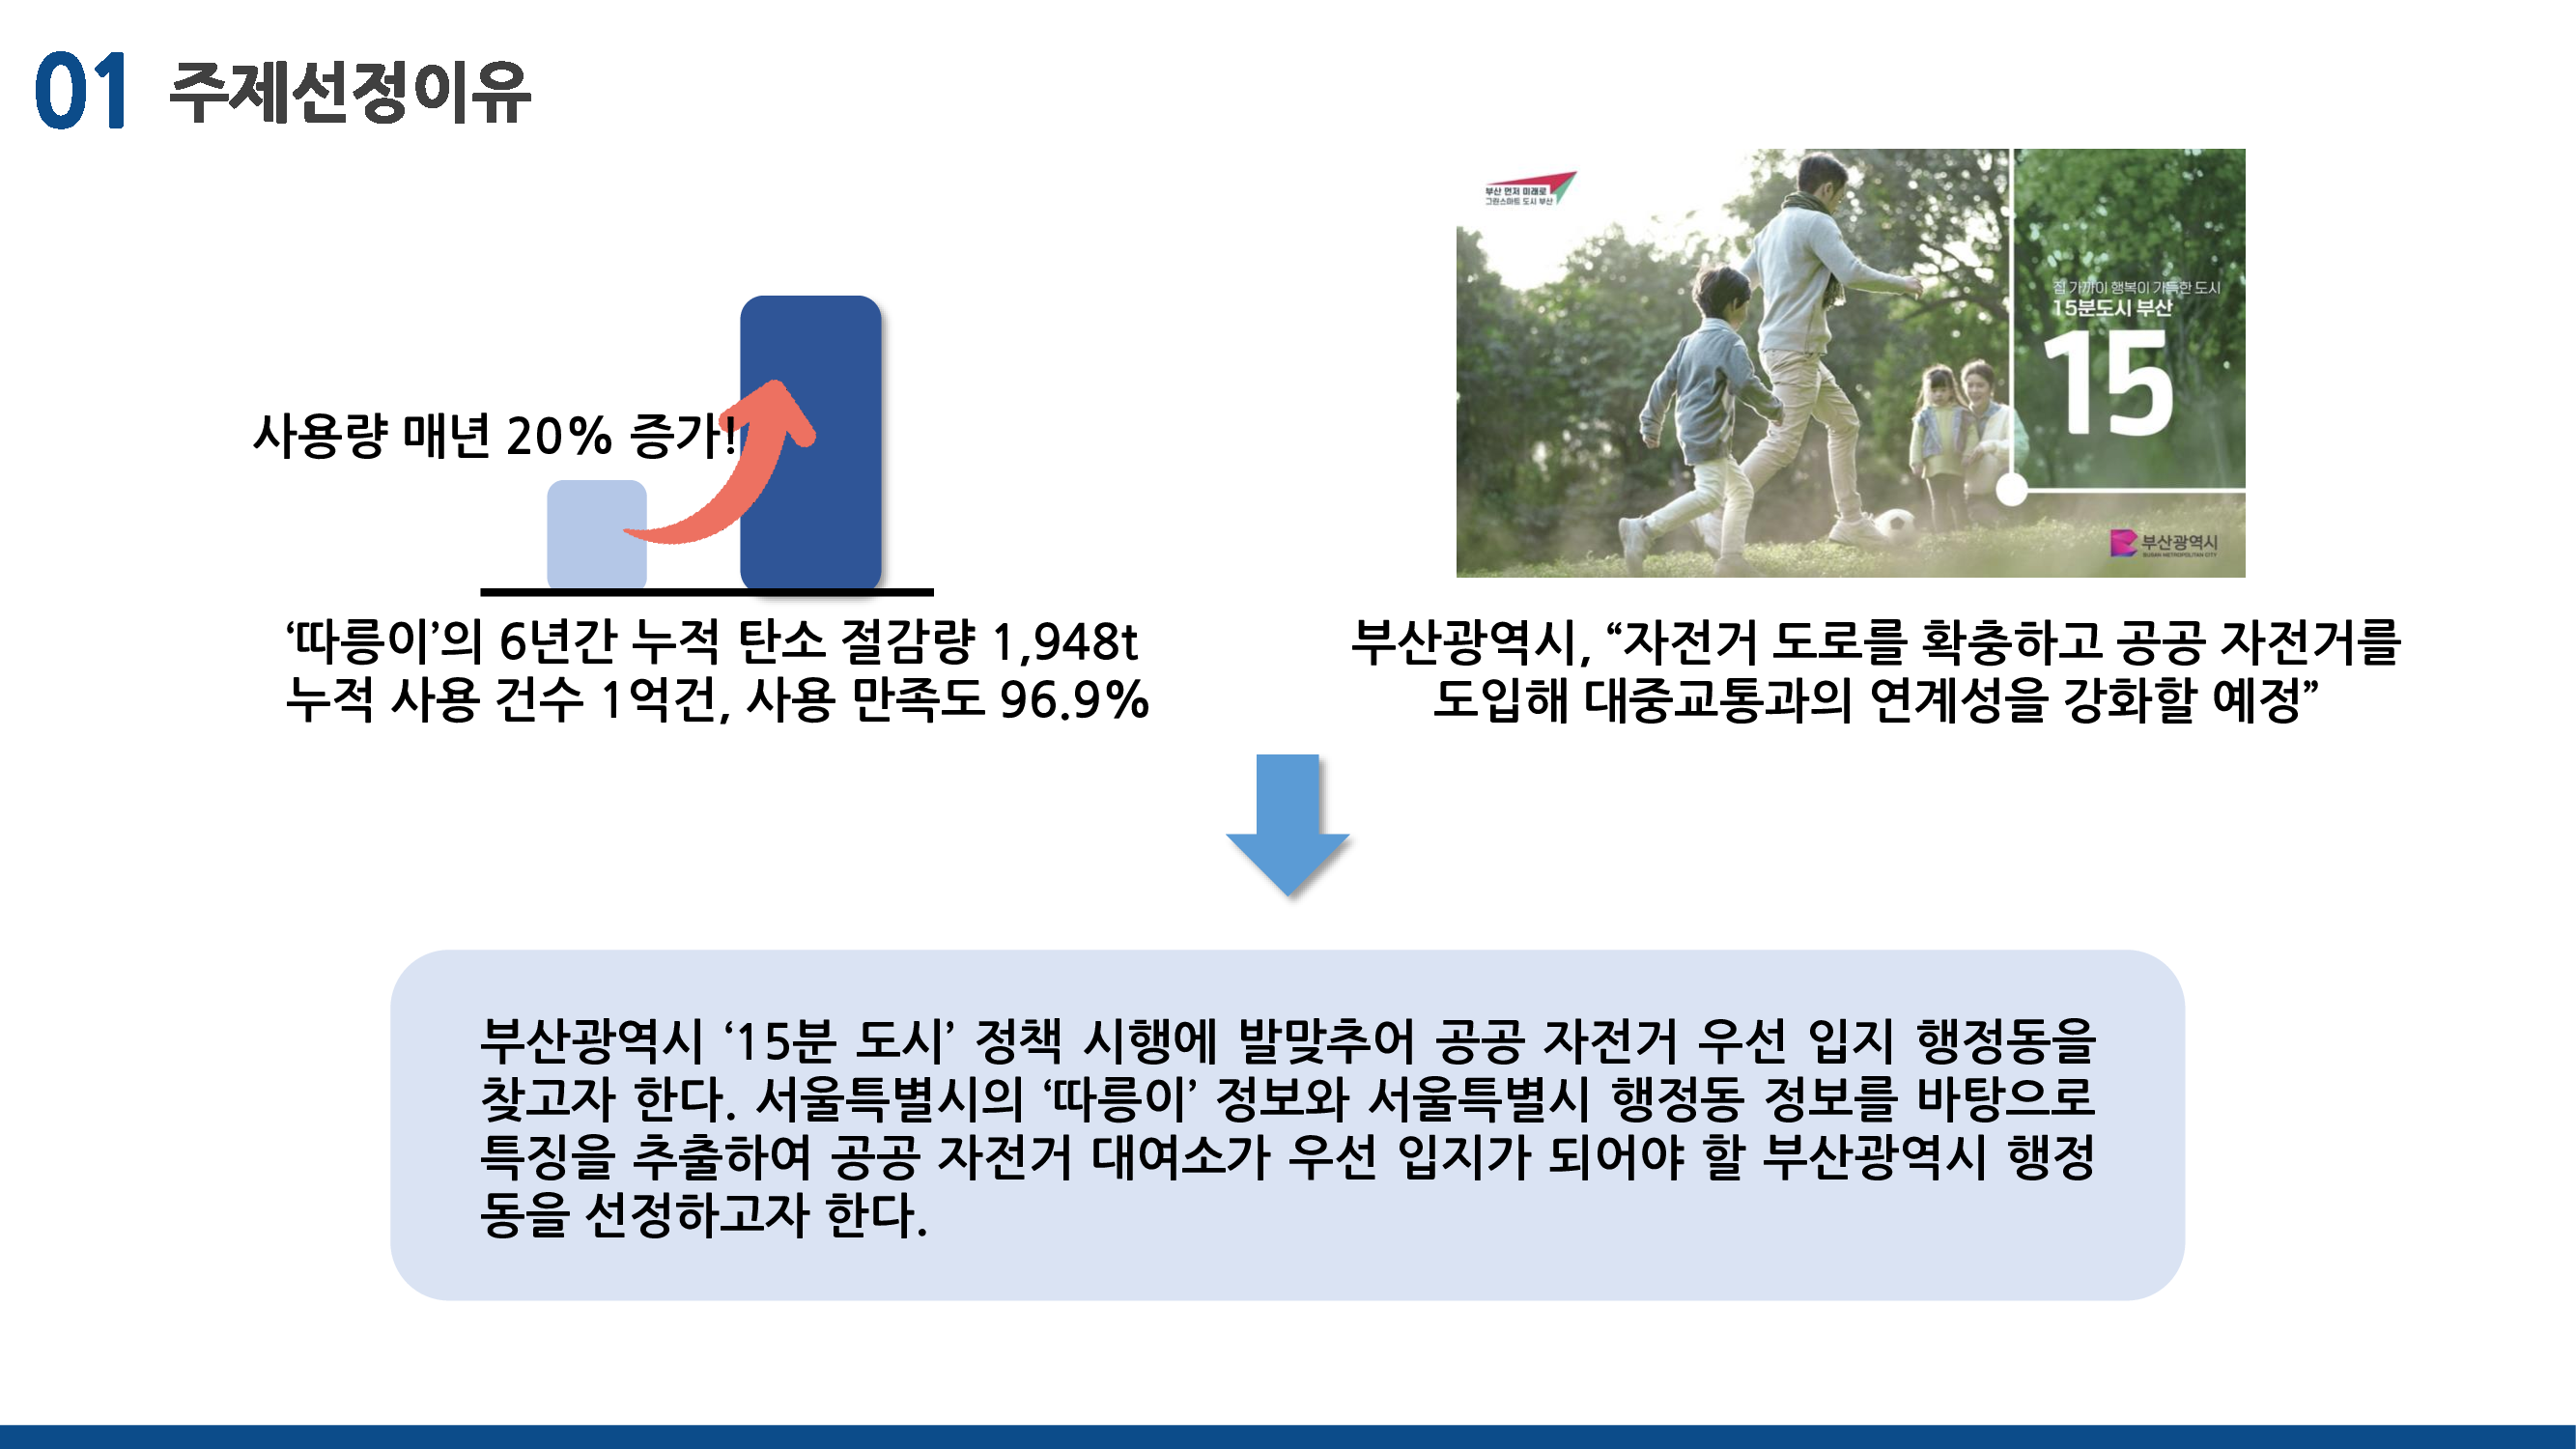 01 주제선정이유
사용량 매년 20% 증가!
‘따릉이’의 6년간 누적 탄소 절감량 1,948t
누적 사용 건수 1억건, 사용 만족도 96.9%
부산 먼저 미래로
그린스마트 도시 부산
집 가까이 행복이 가득한 도시
15분도시 부산
15
부산광역시
BUSAN METROPOLITAN CITY
부산광역시, “자전거 도로를 확충하고 공공 자전거를
도입해 대중교통과의 연계성을 강화할 예정”
부산광역시 ‘15분 도시’ 정책 시행에 발맞추어 공공 자전거 우선 입지 행정동을
찾고자 한다. 서울특별시의 ‘따릉이’ 정보와 서울특별시 행정동 정보를 바탕으로
특징을 추출하여 공공 자전거 대여소가 우선 입지가 되어야 할 부산광역시 행정
동을 선정하고자 한다.